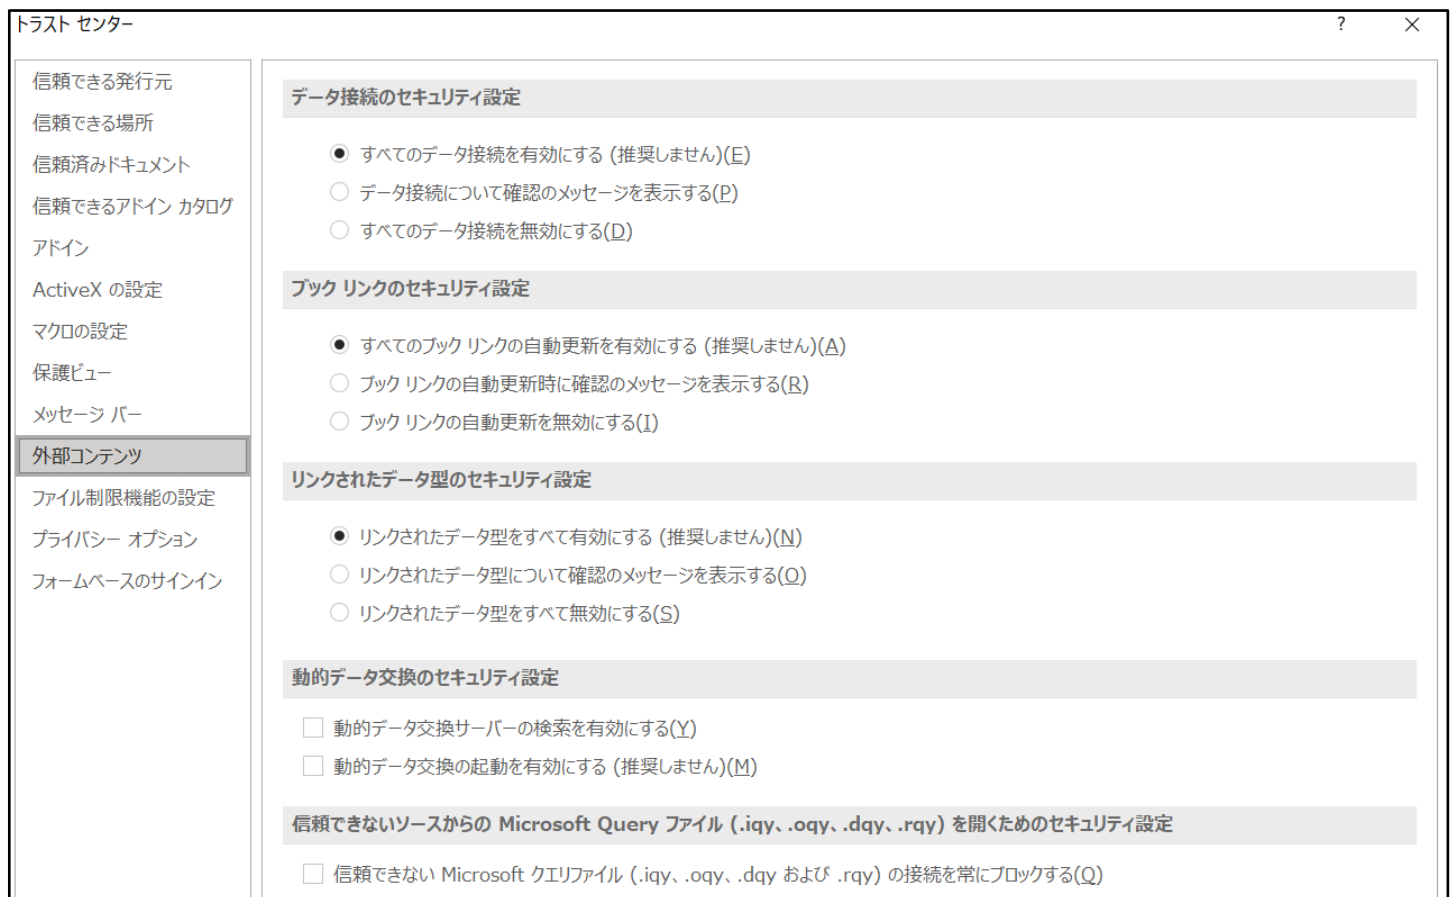 トラスト センター
?
信頼できる発行元
信頼できる場所
信頼済みドキュメント
信頼できるアドイン カタログ
アドイン
ActiveX の設定
マクロの設定
保護ビュー
メッセージ バー
外部コンテンツ
ファイル制限機能の設定
プライバシー オプション
フォームベースのサインイン
データ接続のセキュリティ設定
すべてのデータ接続を有効にする (推奨しません)(E)
データ接続について確認のメッセージを表示する(P)
すべてのデータ接続を無効にする(D)
ブック リンクのセキュリティ設定
すべてのブック リンクの自動更新を有効にする (推奨しません)(A)
ブック リンクの自動更新時に確認のメッセージを表示する(R)
ブック リンクの自動更新を無効にする(I)
リンクされたデータ型のセキュリティ設定
リンクされたデータ型をすべて有効にする (推奨しません)(N)
リンクされたデータ型について確認のメッセージを表示する(O)
リンクされたデータ型をすべて無効にする(S)
動的データ交換のセキュリティ設定
動的データ交換サーバーの検索を有効にする(Y)
動的データ交換の起動を有効にする (推奨しません)(M)
信頼できないソースからの Microsoft Query ファイル (.iqy、.oqy、.dqy、.rqy) を開くためのセキュリティ設定
信頼できない Microsoft クエリファイル (.iqy、.oqy、.dqy および .rqy) の接続を常にブロックする(Q)